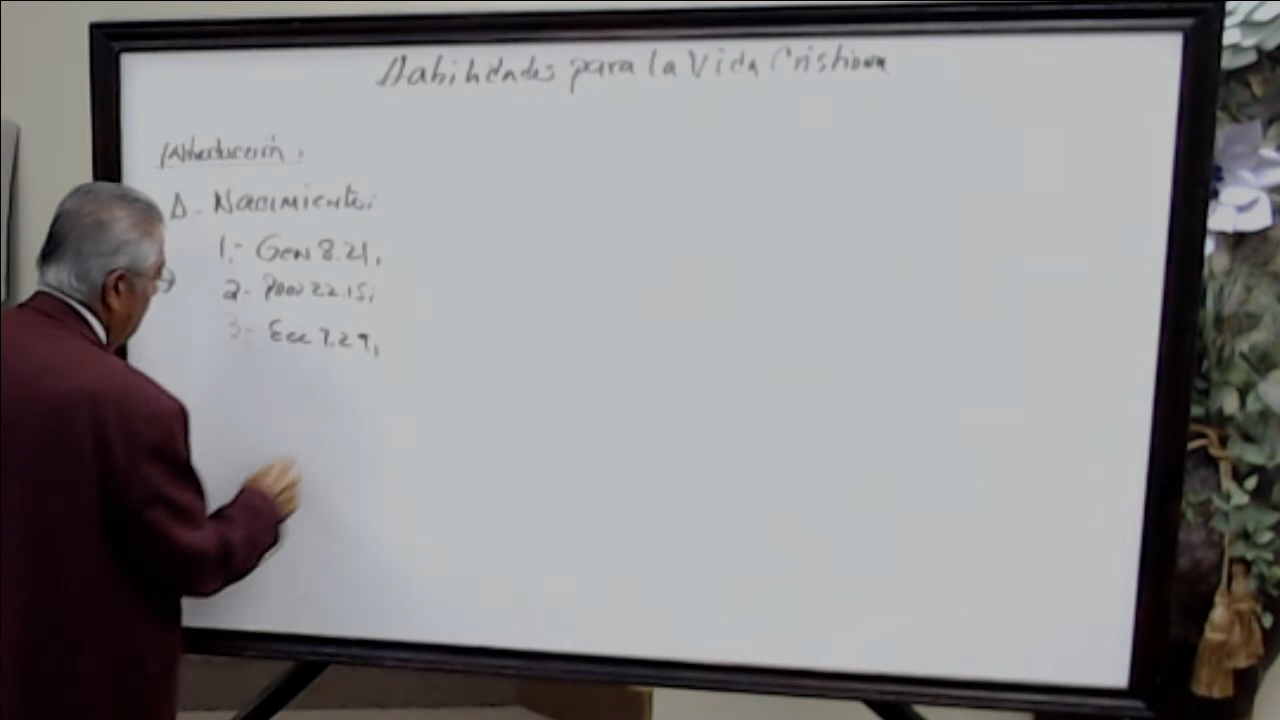 Habilidades para la Vida Cristiana
Introducción:
A. Nacimiento:
1.- Gen 8.21,
2- Prov 22.15;
3- Ecc 7.29,